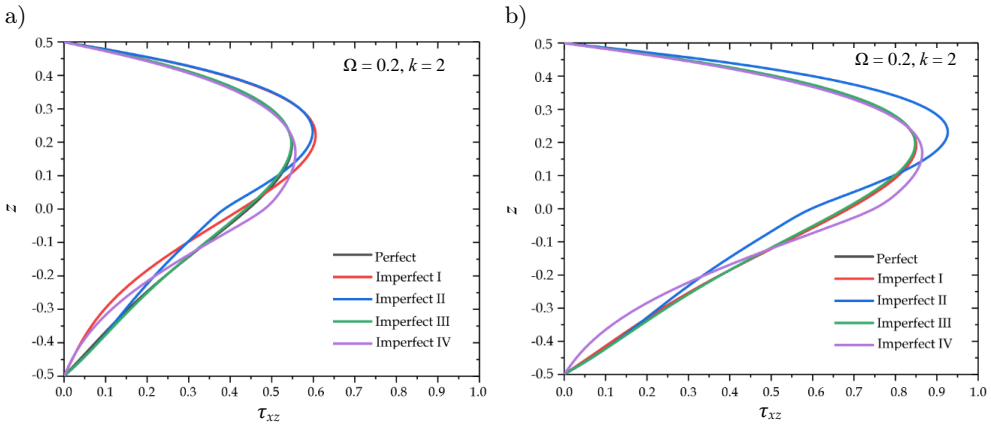 a)
0.5
0.4
0.3
0.2
0.1
0.0
-0.1
-0.2
-0.3
-0.4
-0.5
z
0.0 0.1 0.2 0.3 0.4 0.5 0.6 0.7 0.8 0.9 1.0
τxz
Ω = 0.2, k = 2
Perfect
Imperfect I
Imperfect II
Imperfect III
Imperfect IV
b)
0.5
0.4
0.3
0.2
0.1
0.0
-0.1
-0.2
-0.3
-0.4
-0.5
z
0.0 0.1 0.2 0.3 0.4 0.5 0.6 0.7 0.8 0.9 1.0
τxz
Ω = 0.2, k = 2
Perfect
Imperfect I
Imperfect II
Imperfect III
Imperfect IV